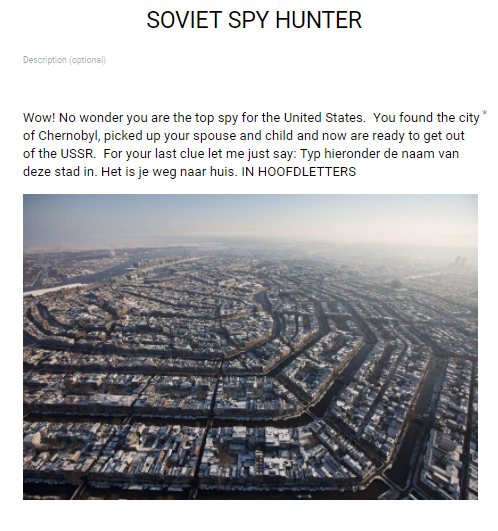 SOVIET SPY HUNTER
Description (optional)
Wow! No wonder you are the top spy for the United States.  You found the city *
of Chernobyl, picked up your spouse and child and now are ready to get out
of the USSR.  For your last clue let me just say: Typ hieronder de naam van
deze stad in. Het is je weg naar huis. IN HOOFDLETTERS